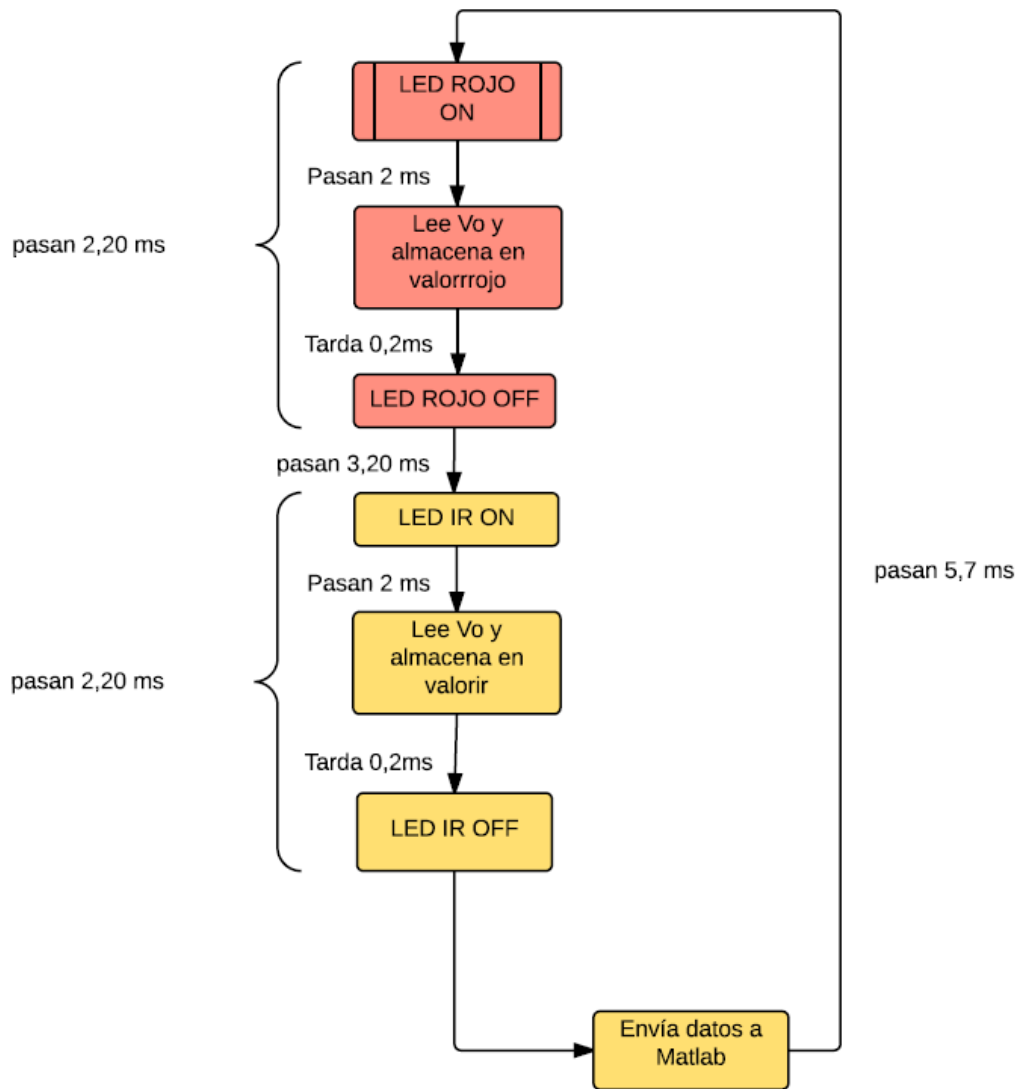 LED ROJO
ON
Pasan 2 ms
Lee Vo y
almacena en
valorrrojo
pasan 2,20 ms
Tarda 0,2ms
LED ROJO OFF
pasan 3,20 ms
LED IR ON
Pasan 2 ms
pasan 5,7 ms
Lee Vo y
almacena en
valorir
pasan 2,20 ms
Tarda 0,2ms
LED IR OFF
Envía datos a
Matlab